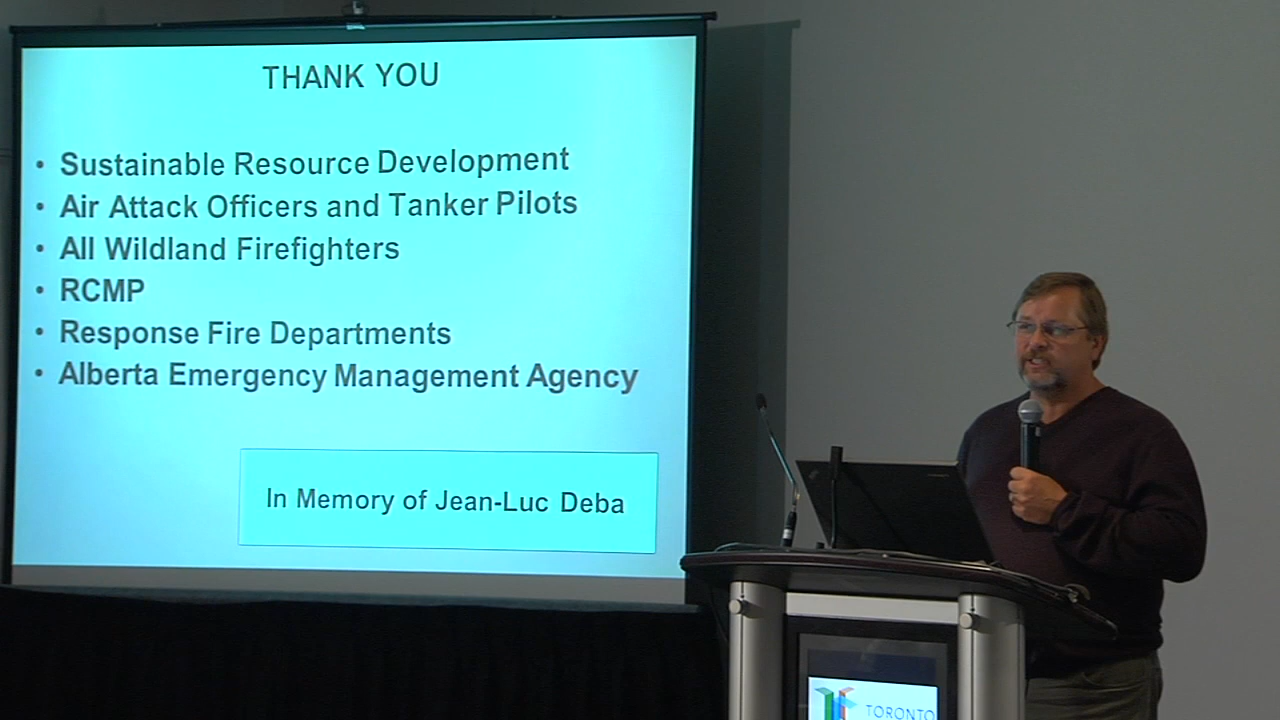 THANK YOU
• Sustainable Resource Development
• Air Attack Officers and Tanker Pilots
• All Wildland Firefighters
• RCMP
• Response Fire Departments
• Alberta Emergency Management Agency
In Memory of Jean-Luc Deba
TORONTO